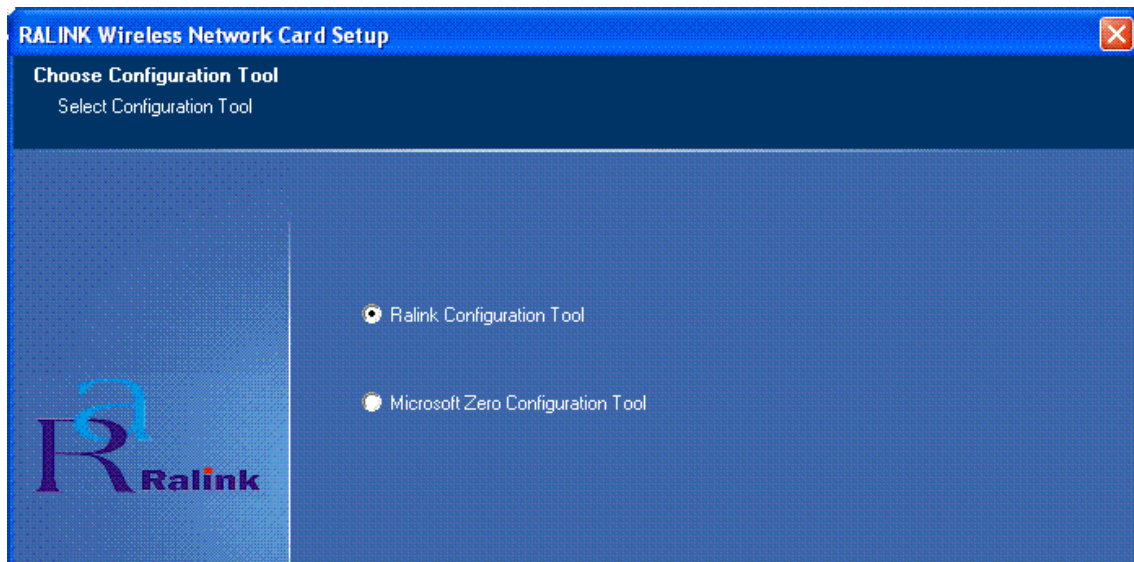 RALINK Wireless Network Card Setup
Choose Configuration Tool
Select Configuration Tool
Ralink Configuration Tool
Microsoft Zero Configuration Tool
Ra
Ralink